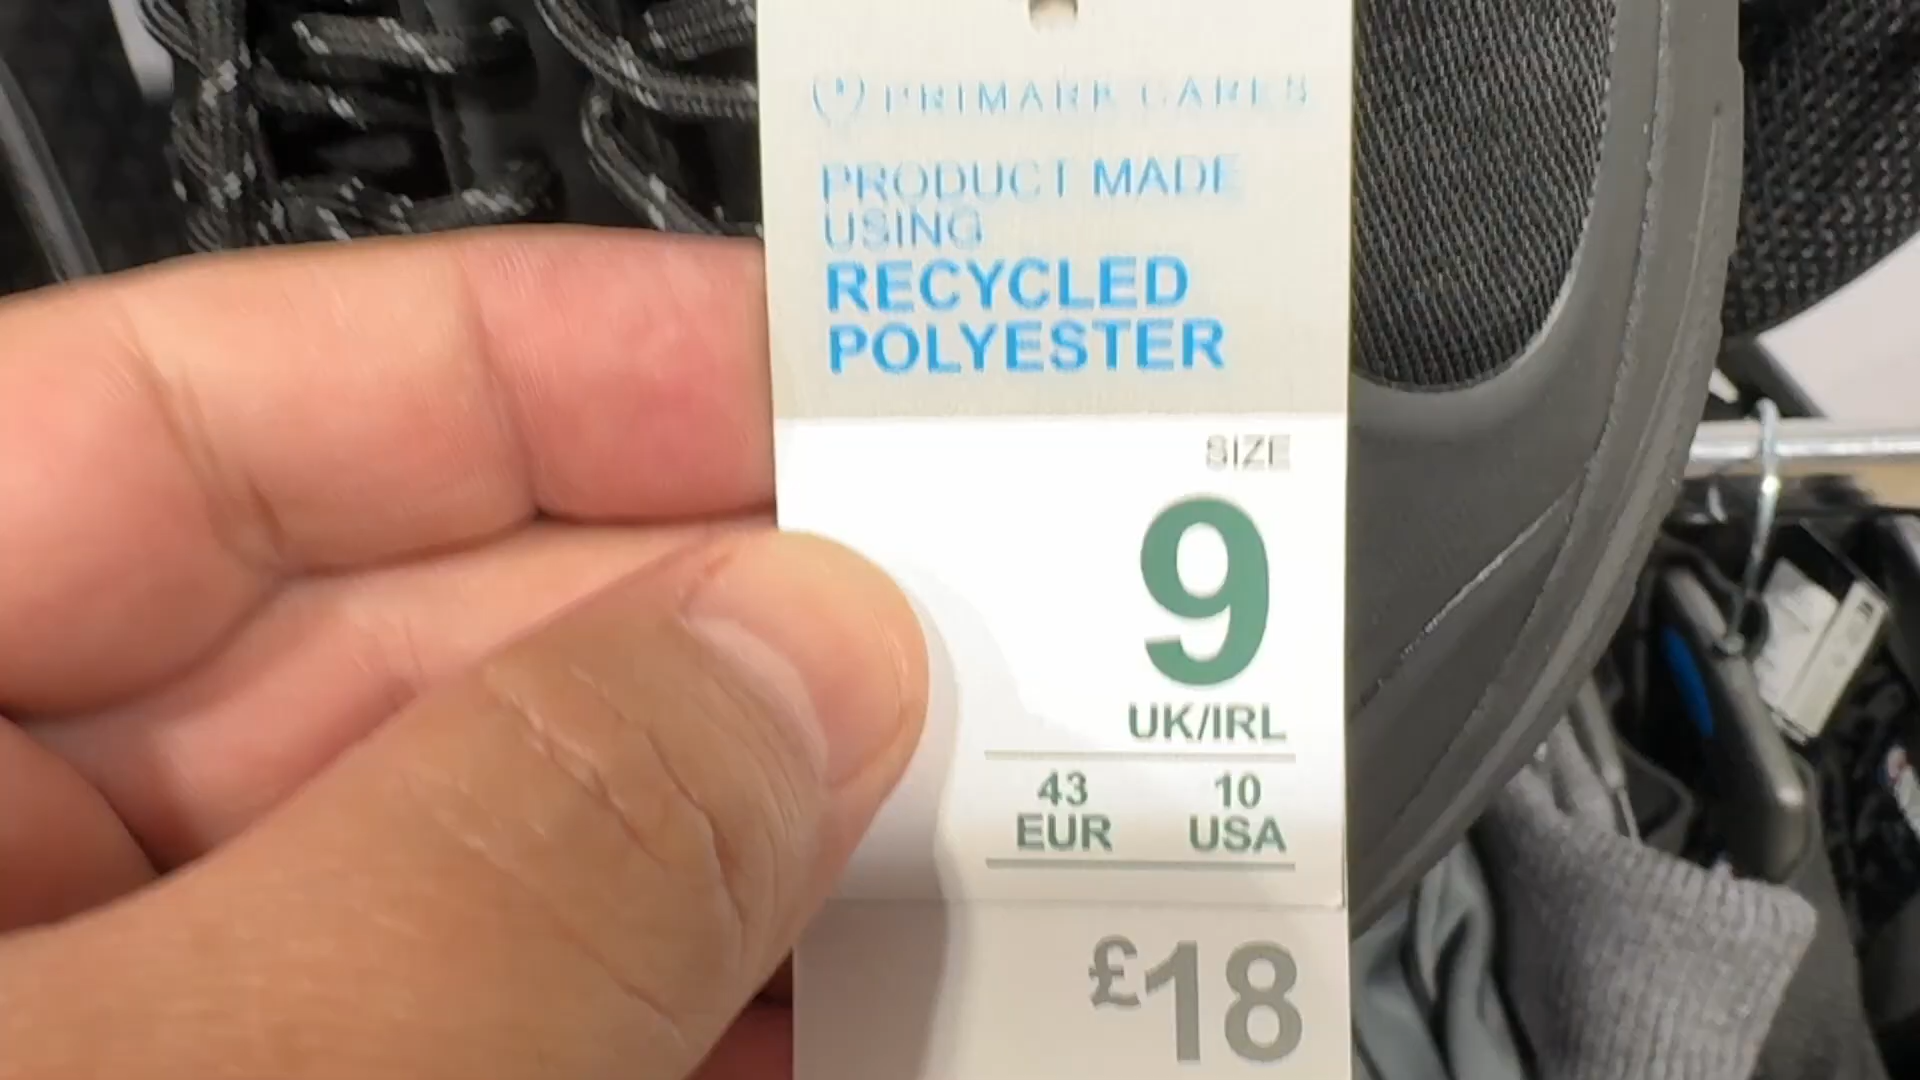 PRIMARK CARES
PRODUCT MADE
USING
RECYCLED
POLYESTER
SIZE
9
UK/IRL
43 10
EUR USA
£18